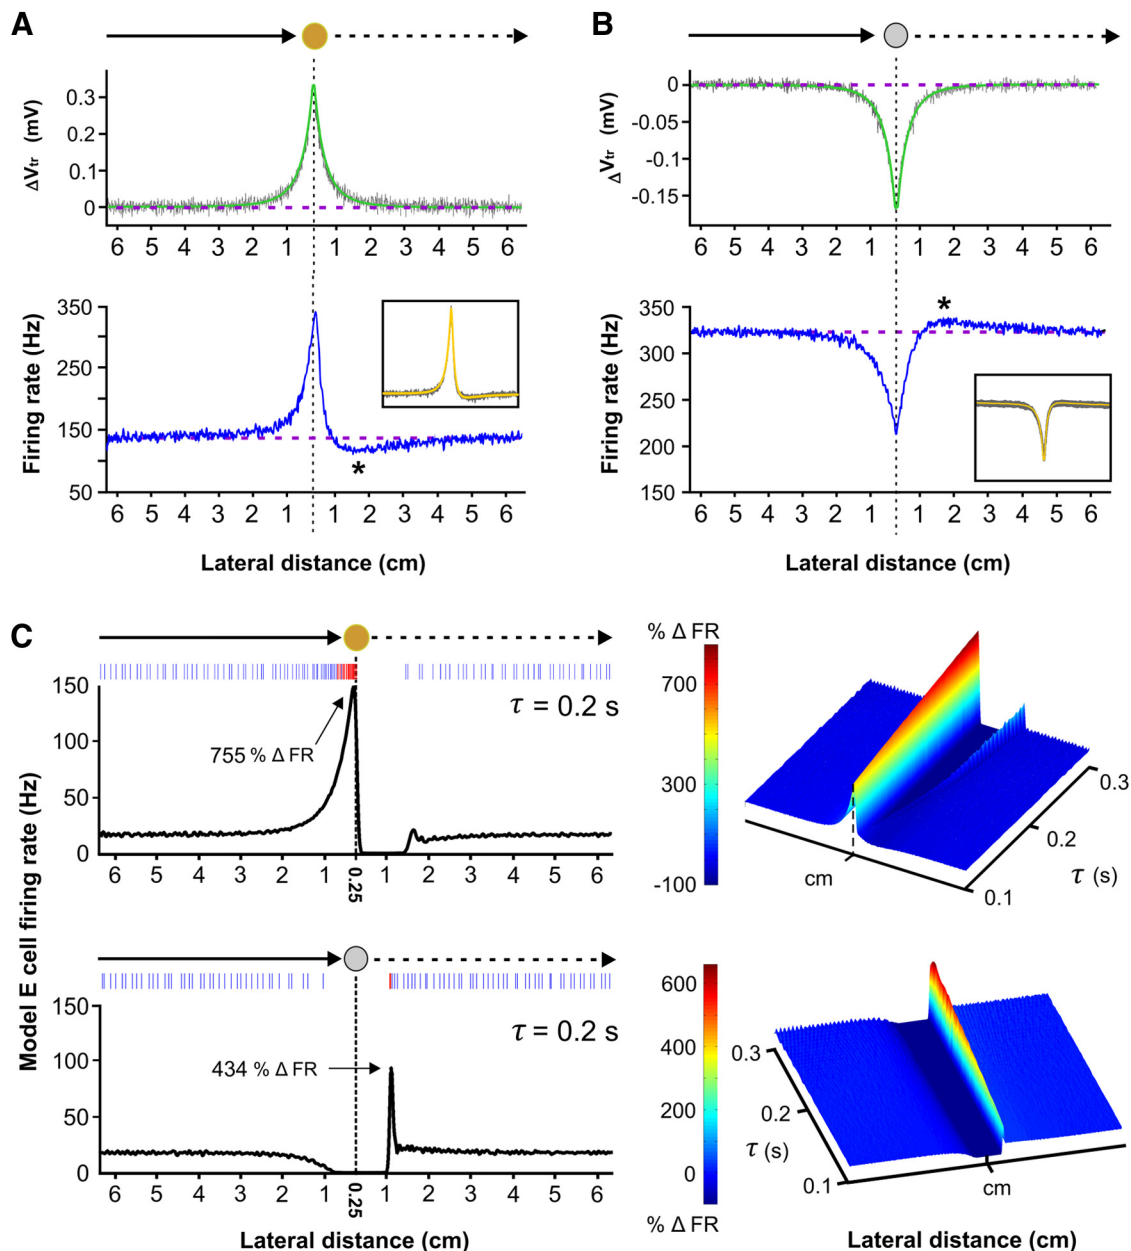 A
B
ΔVtr (mV)
0.3
0.2
0.1
0
6 5 4 3 2 1 1 2 3 4 5 6
ΔVtr (mV)
0
-0.05
-0.1
-0.15
6 5 4 3 2 1 1 2 3 4 5 6
Firing rate (Hz)
350
250
150
50
*
6 5 4 3 2 1 1 2 3 4 5 6
Lateral distance (cm)
Firing rate (Hz)
350
300
250
200
150
*
6 5 4 3 2 1 1 2 3 4 5 6
Lateral distance (cm)
C
Model E cell firing rate (Hz)
150
100
50
0
τ = 0.2 s
755 % Δ FR
6 5 4 3 2 1 0.25 1 2 3 4 5 6
% Δ FR
700
300
-100
cm
0.3
0.2
0.1
τ (s)
150
100
50
0
τ = 0.2 s
434 % Δ FR
6 5 4 3 2 1 0.25 1 2 3 4 5 6
Lateral distance (cm)
600
400
200
0
% Δ FR
0.3
0.2
0.1
τ (s)
cm
Lateral distance (cm)